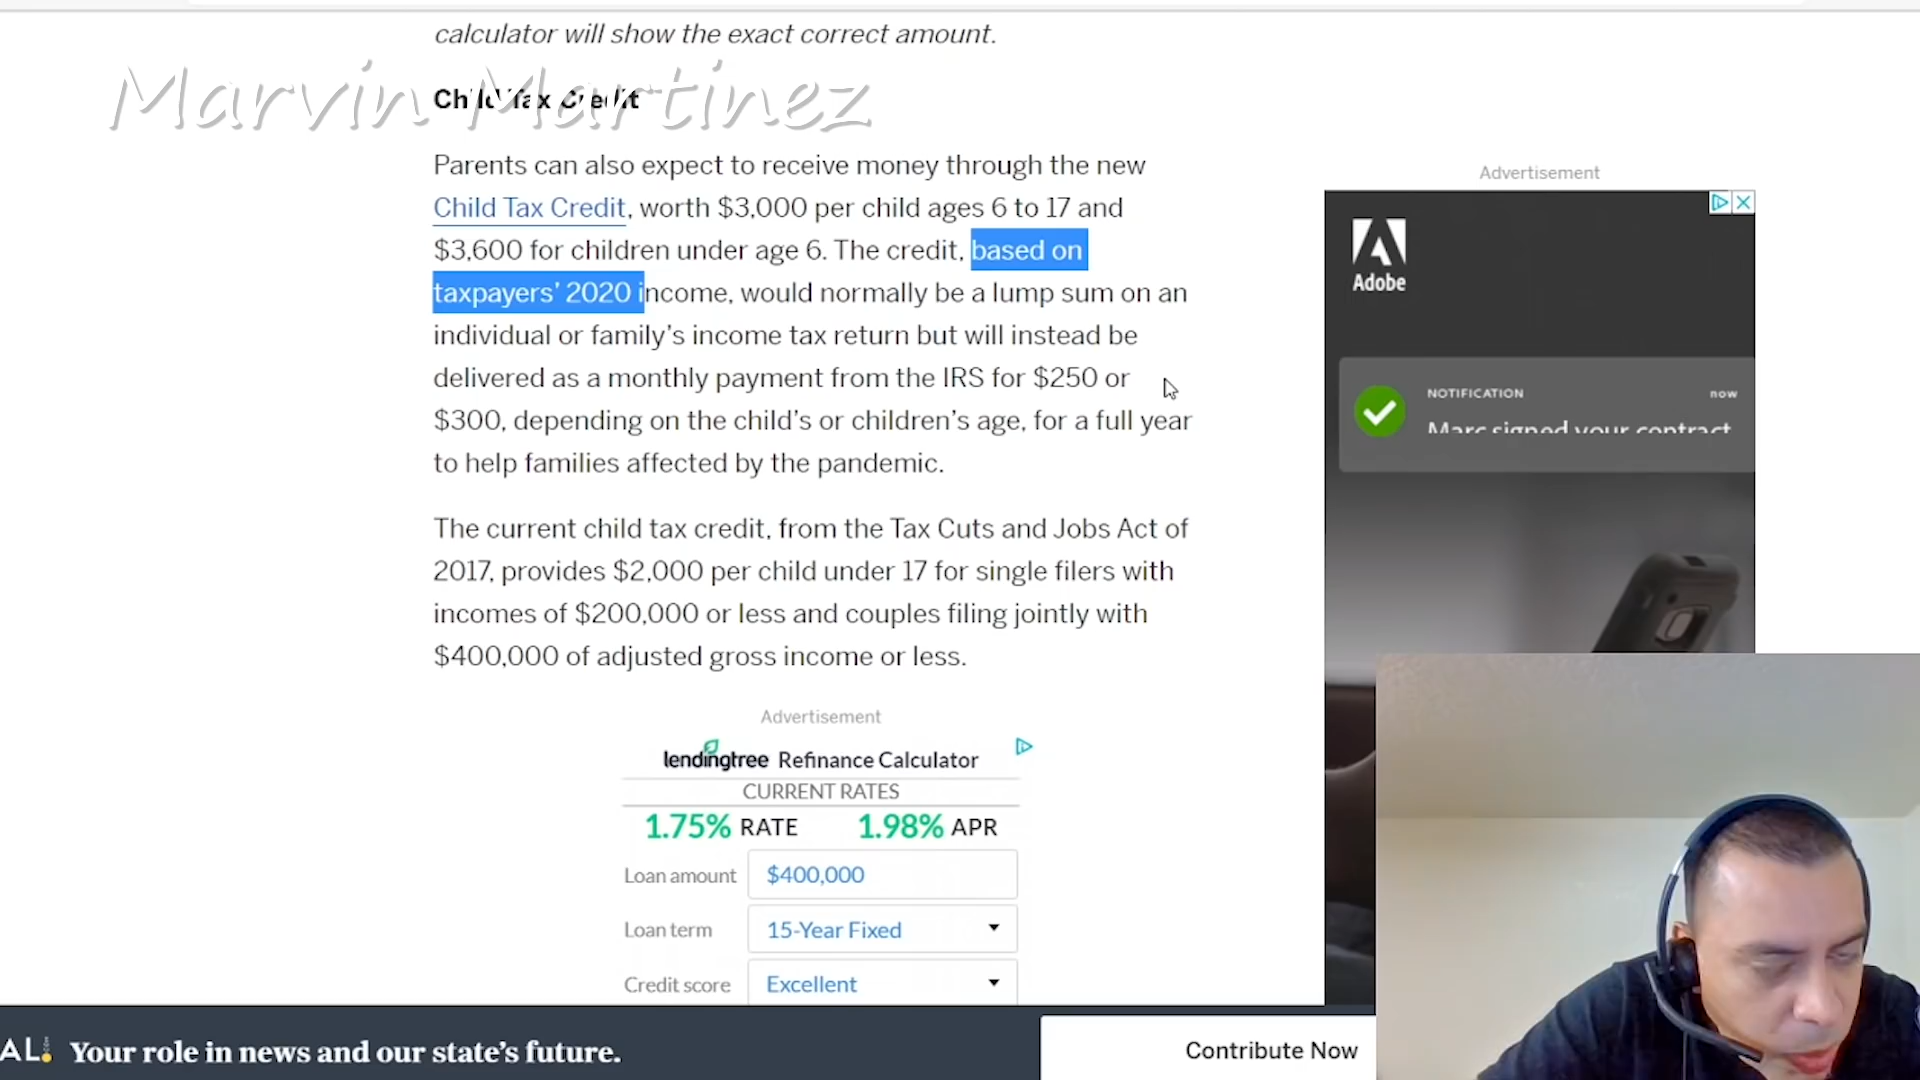 calculator will show the exact correct amount.
Marvin Martinez
Child Tax Credit
Parents can also expect to receive money through the new
Child Tax Credit, worth $3,000 per child ages 6 to 17 and
$3,600 for children under age 6. The credit, based on
taxpayers' 2020 income, would normally be a lump sum on an
individual or family's income tax return but will instead be
delivered as a monthly payment from the IRS for $250 or
$300, depending on the child's or children's age, for a full year
to help families affected by the pandemic.
The current child tax credit, from the Tax Cuts and Jobs Act of
2017, provides $2,000 per child under 17 for single filers with
incomes of $200,000 or less and couples filing jointly with
$400,000 of adjusted gross income or less.
Advertisement
lendingtree Refinance Calculator
CURRENT RATES
1.75% RATE 1.98% APR
Loan amount $400,000
Loan term 15-Year Fixed
Credit score Excellent
Advertisement
Adobe
NOTIFICATION now
Marc signed your contract
AL. Your role in news and our state's future.
Contribute Now